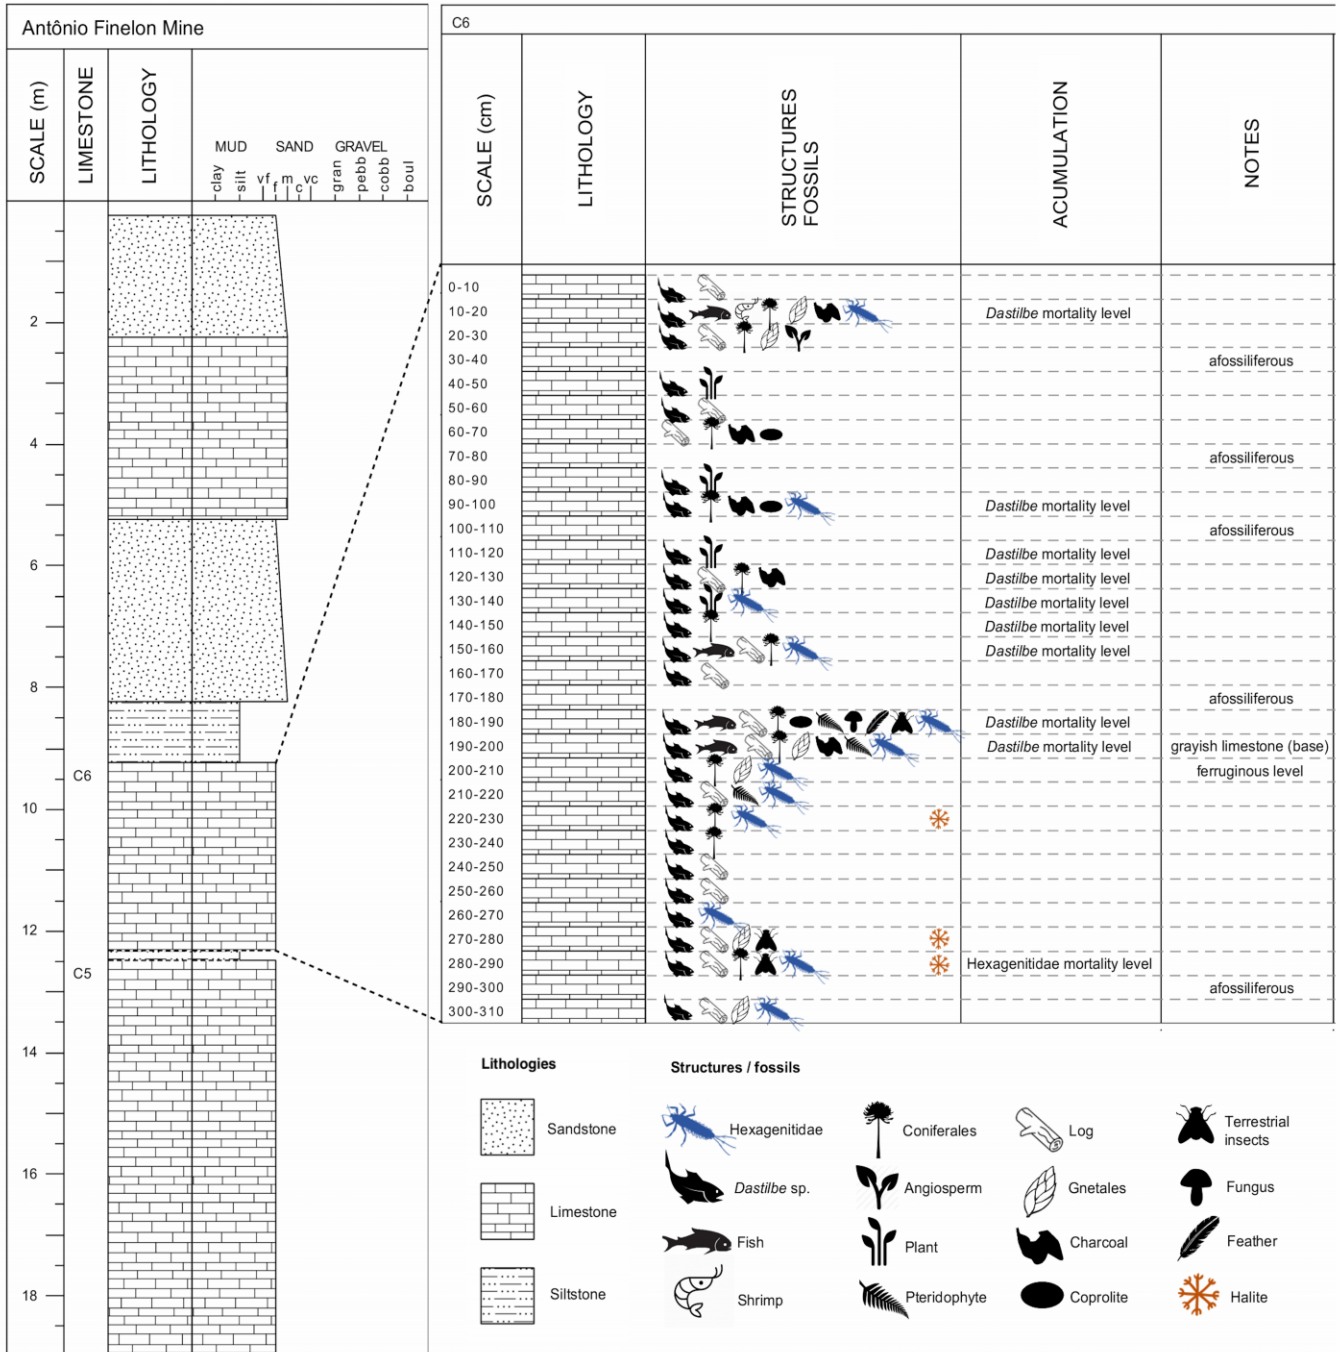 Antônio Finelon Mine
SCALE (m)
LIMESTONE
LITHOLOGY
MUD SAND GRAVEL
clay silt vf f m c vc gran pebb cobb boul
2
4
6
8
C6
10
12
C5
14
16
18
C6
SCALE (cm)
LITHOLOGY
STRUCTURES
FOSSILS
ACUMULATION
NOTES
0-10
10-20 Dastilbe mortality level
20-30
30-40 afossiliferous
40-50
50-60
60-70
70-80 afossiliferous
80-90
90-100 Dastilbe mortality level
100-110 afossiliferous
110-120 Dastilbe mortality level
120-130 Dastilbe mortality level
130-140 Dastilbe mortality level
140-150 Dastilbe mortality level
150-160 Dastilbe mortality level
160-170
170-180 afossiliferous
180-190 Dastilbe mortality level
190-200 Dastilbe mortality level grayish limestone (base)
200-210 ferruginous level
210-220
220-230
230-240
240-250
250-260
260-270
270-280
280-290 Hexagenitidae mortality level
290-300 afossiliferous
300-310
Lithologies
Sandstone
Limestone
Siltstone
Structures / fossils
Hexagenitidae Coniferales Log Terrestrial
insects
Dastilbe sp. Angiosperm Gnetales Fungus
Fish Plant Charcoal Feather
Shrimp Pteridophyte Coprolite Halite